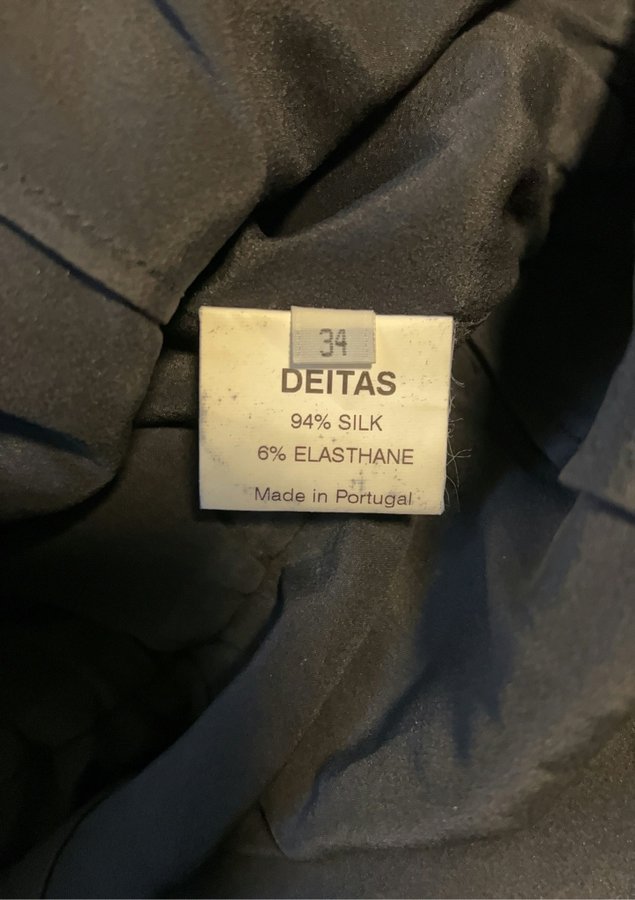 34
DEITAS
94% SILK
6% ELASTHANE
Made in Portugal